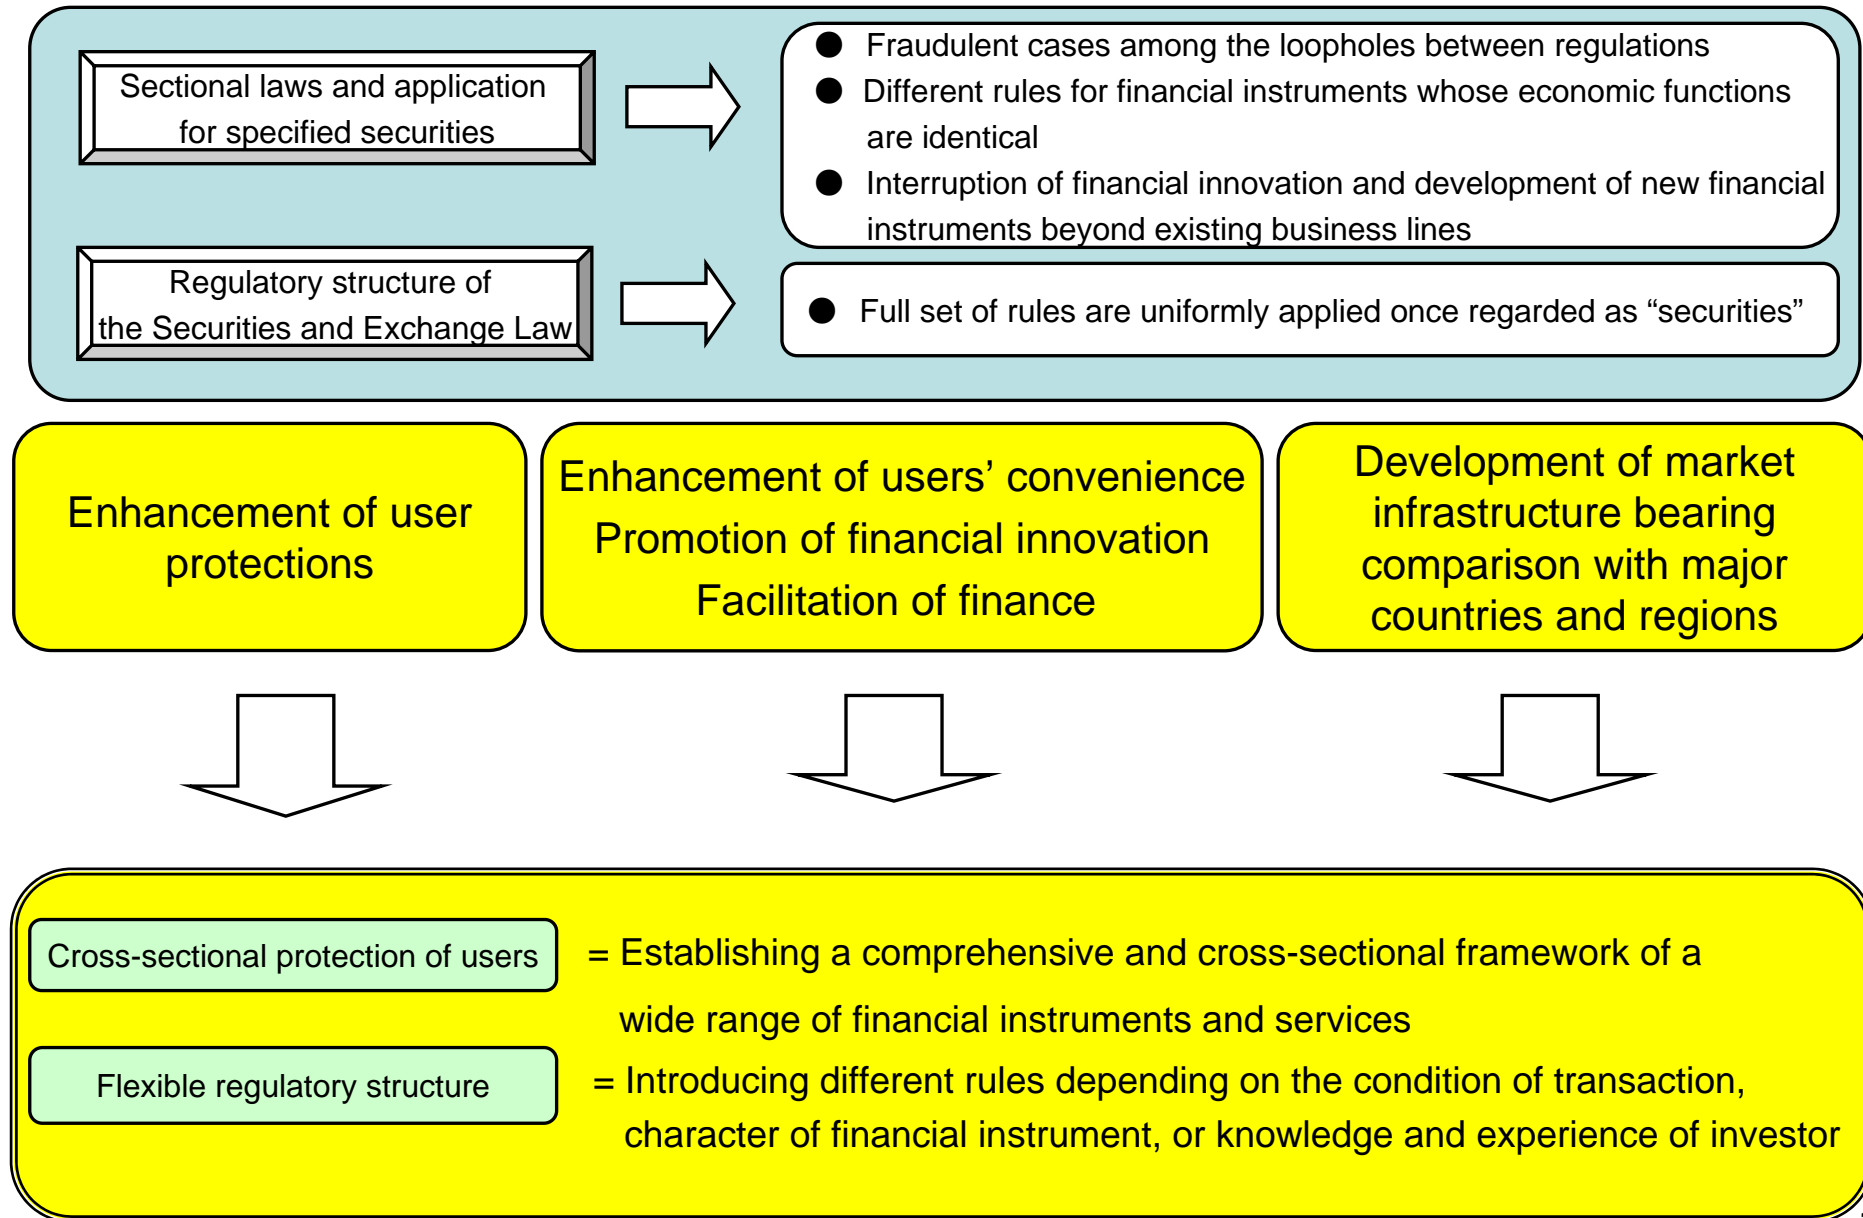 Sectional laws and application
for specified securities
● Fraudulent cases among the loopholes between regulations
● Different rules for financial instruments whose economic functions
are identical
● Interruption of financial innovation and development of new financial
instruments beyond existing business lines
Regulatory structure of
the Securities and Exchange Law
● Full set of rules are uniformly applied once regarded as “securities”
Enhancement of user
protections
Enhancement of users’ convenience
Promotion of financial innovation
Facilitation of finance
Development of market
infrastructure bearing
comparison with major
countries and regions
Cross-sectional protection of users
= Establishing a comprehensive and cross-sectional framework of a
wide range of financial instruments and services
Flexible regulatory structure
= Introducing different rules depending on the condition of transaction,
character of financial instrument, or knowledge and experience of investor